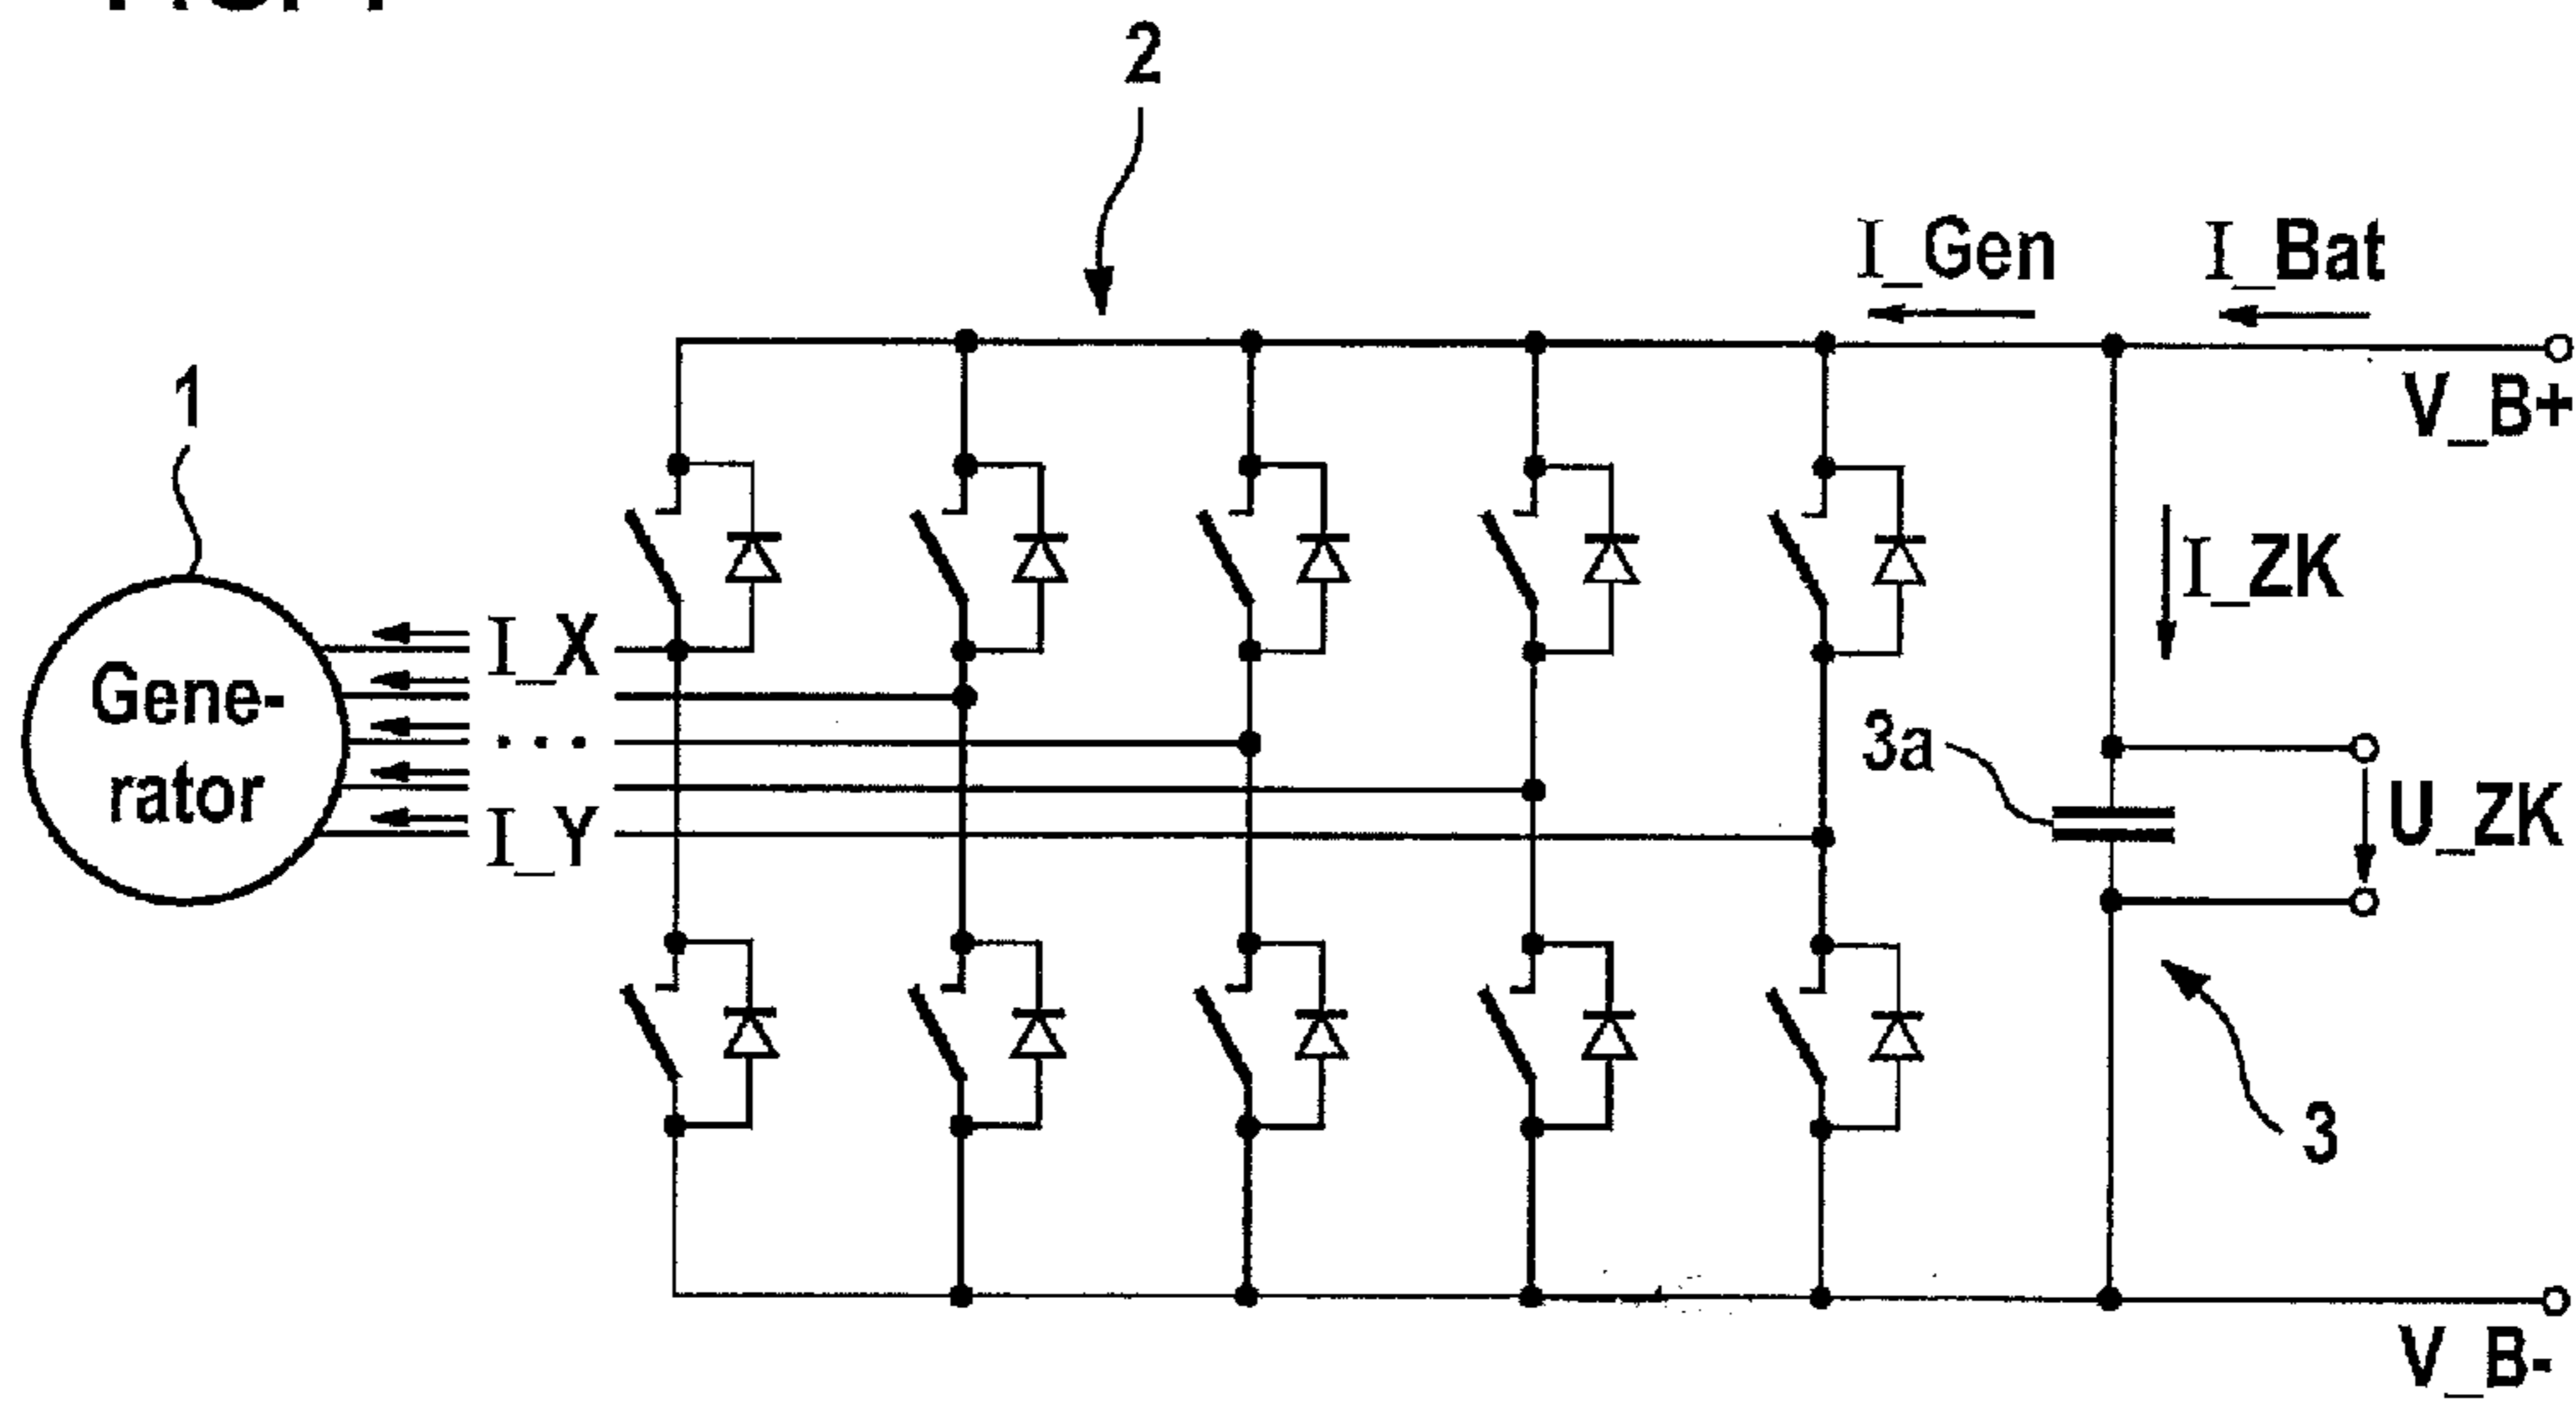 2
I_Gen
I_Bat
V_B+
1
I_ZK
I_X
Gene-
rator
...
3a
U_ZK
I_Y
3
V_B-